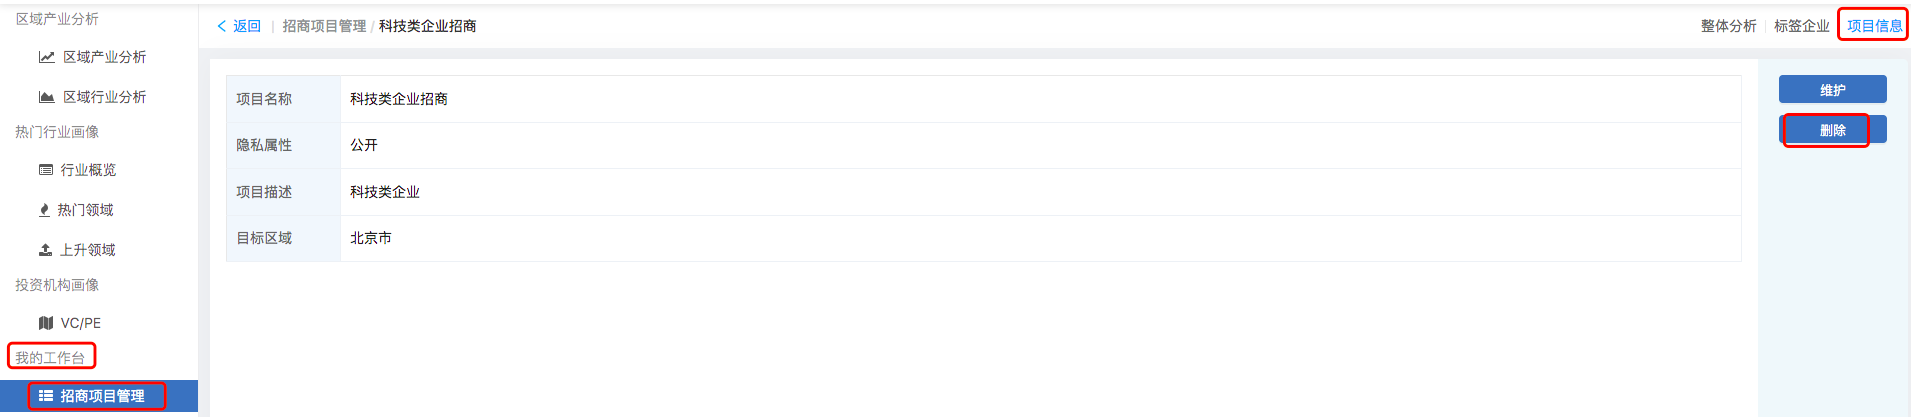 区域产业分析
区域产业分析
区域行业分析
热门行业画像
行业概览
热门领域
上升领域
投资机构画像
VC/PE
我的工作台
招商项目管理
返回 | 招商项目管理 / 科技类企业招商
整体分析 | 标签企业 | 项目信息
项目名称 科技类企业招商
隐私属性 公开
项目描述 科技类企业
目标区域 北京市
维护
删除